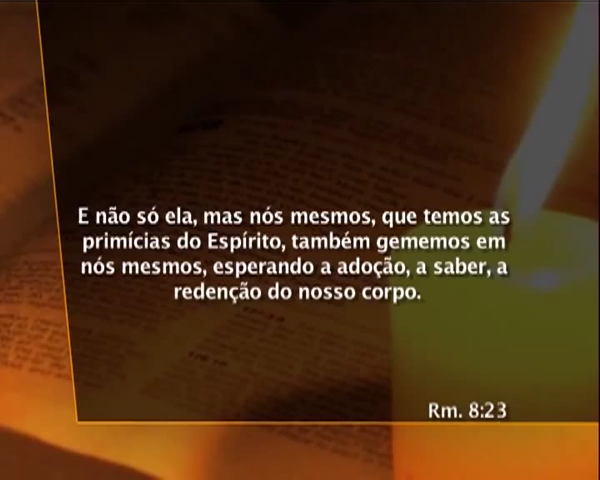 E não só ela, mas nós mesmos, que temos as
primícias do Espírito, também gememos em
nós mesmos, esperando a adoção, a saber, a
redenção do nosso corpo.
Rm. 8:23